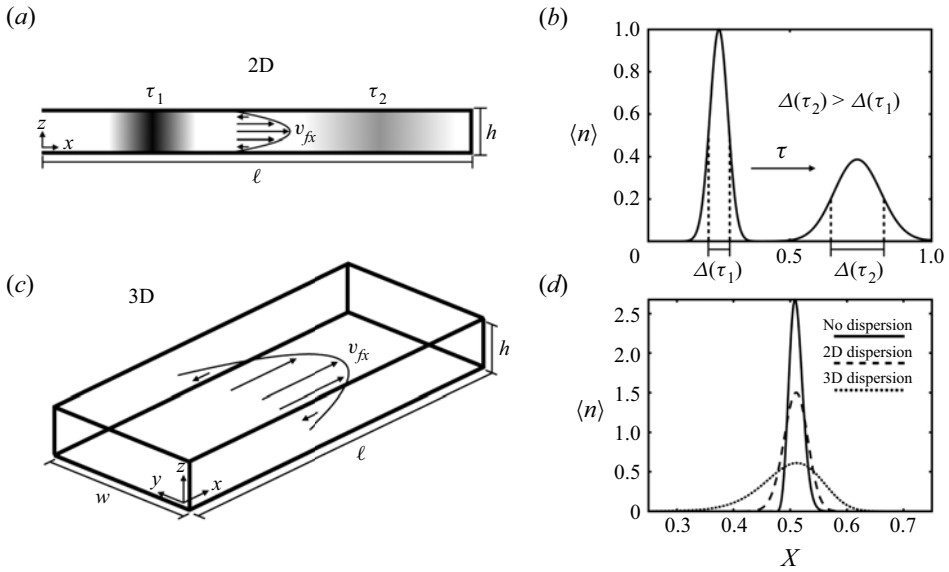 (a)
2D
τ1
τ2
z
x
vfx
h
ℓ
(b)
1.0
0.8
0.6
0.4
0.2
0
0.5
1.0
⟨n⟩
Δ(τ2) > Δ(τ1)
τ
Δ(τ1)
Δ(τ2)
(c)
3D
vfx
h
ℓ
w
y
z
x
(d)
2.5
2.0
1.5
1.0
0.5
0
0.3
0.4
0.5
0.6
0.7
⟨n⟩
X
No dispersion
2D dispersion
3D dispersion